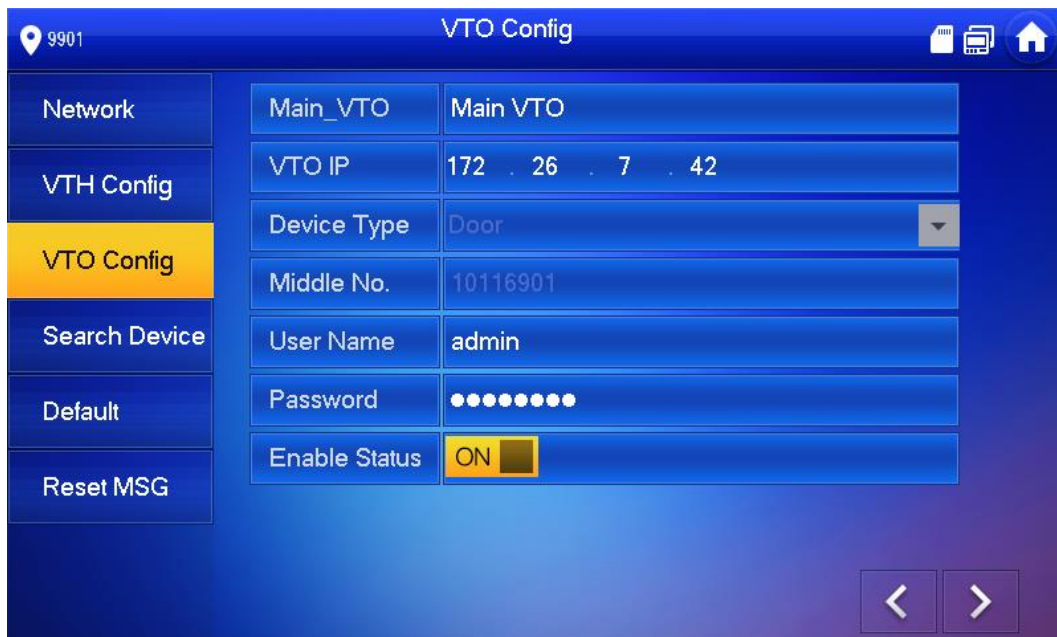 9901
VTO Config
Network
VTH Config
VTO Config
Search Device
Default
Reset MSG
Main_VTO Main VTO
VTO IP 172 . 26 . 7 . 42
Device Type Door
Middle No. 10116901
User Name admin
Password ●●●●●●●●
Enable Status ON